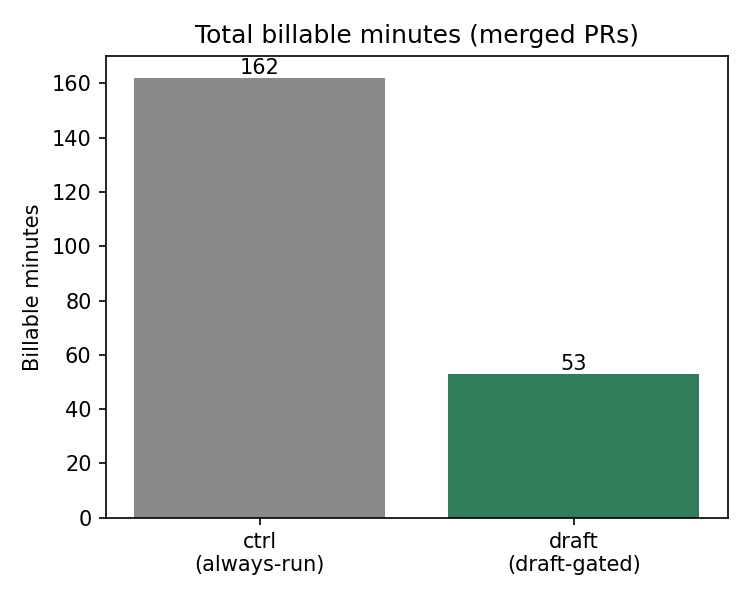 Total billable minutes (merged PRs)
162
53
Billable minutes
160
140
120
100
80
60
40
20
0
ctrl
(always-run)
draft
(draft-gated)